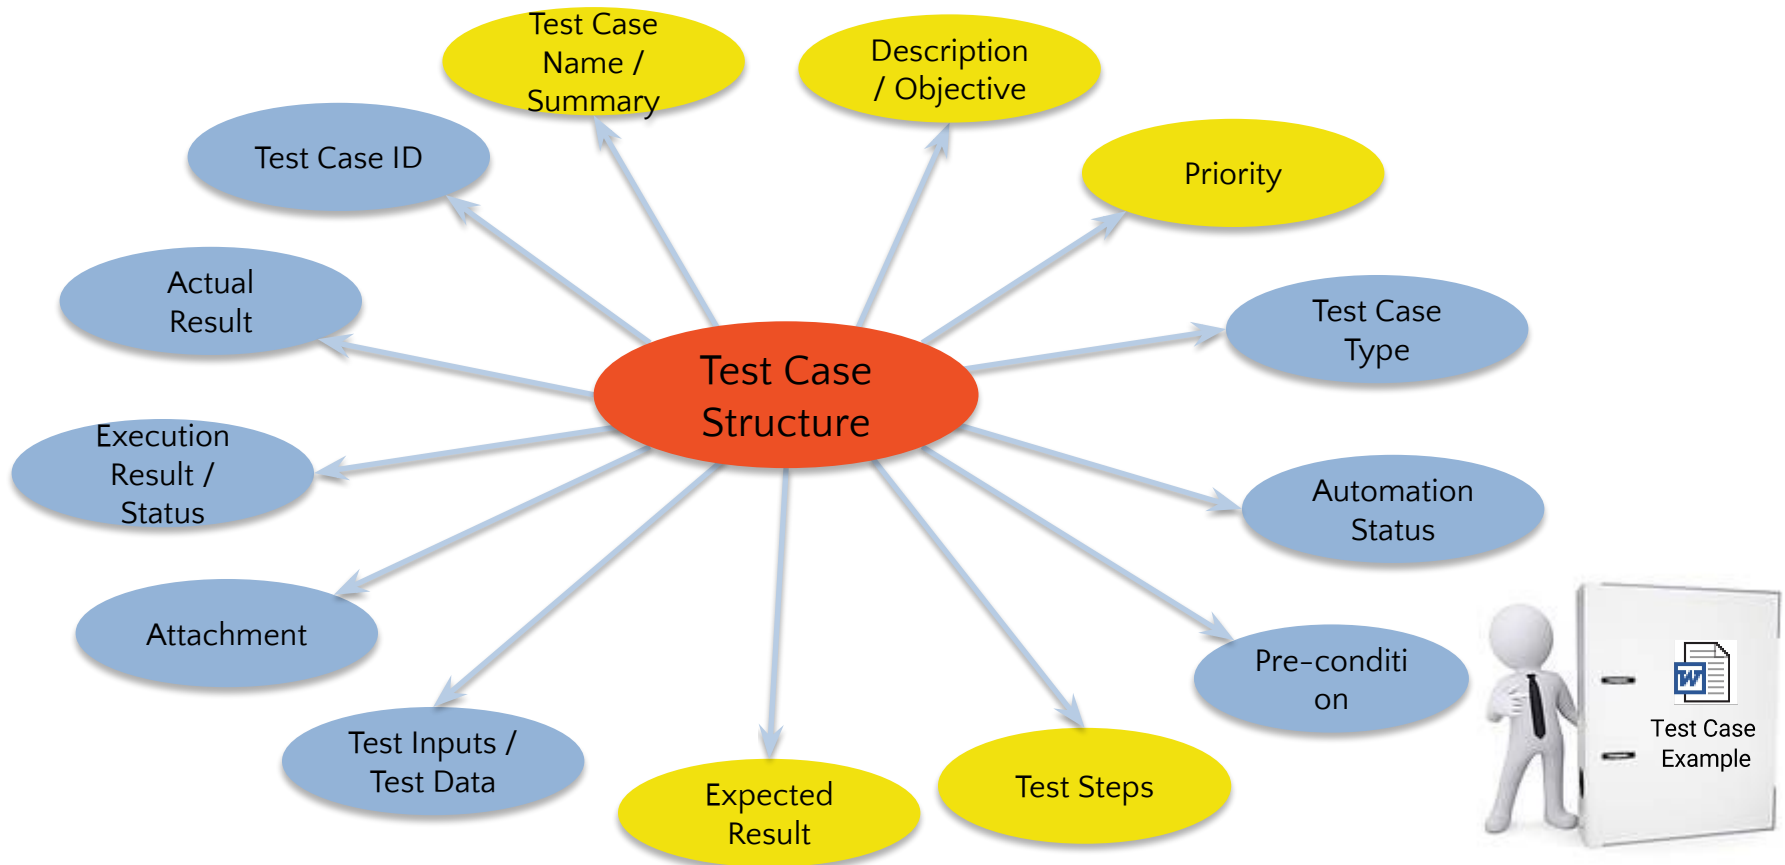 Test Case
Name /
Summary
Description
/ Objective
Test Case ID
Priority
Actual
Result
Test Case
Type
Test Case
Structure
Execution
Result /
Status
Automation
Status
Attachment
Pre-conditi
on
Test Inputs /
Test Data
Expected
Result
Test Steps
W
Test Case
Example